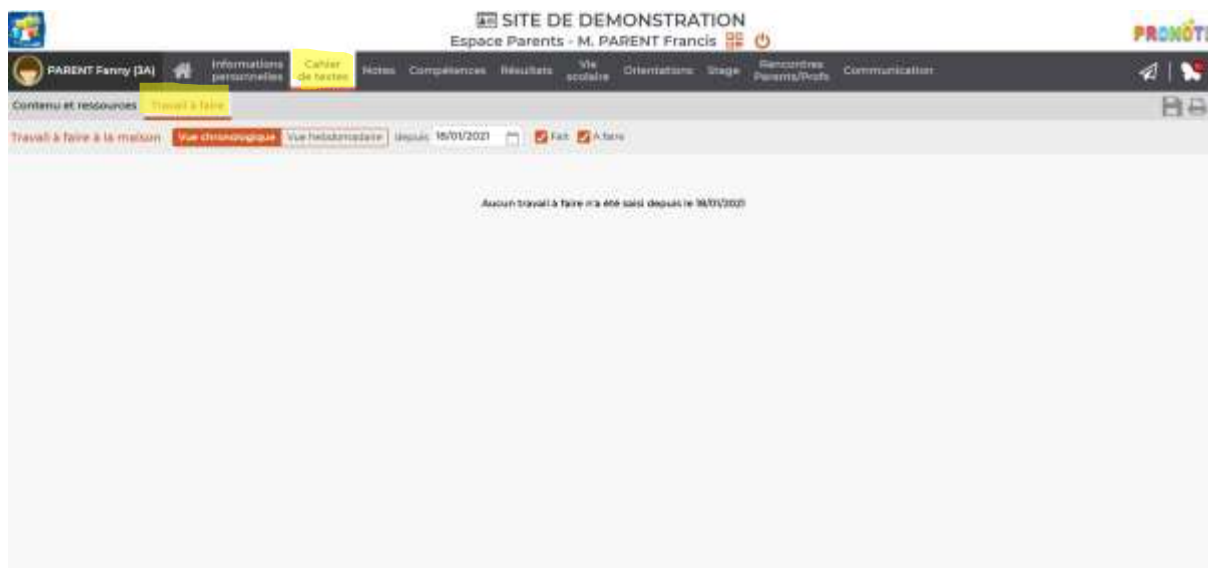 SITE DE DEMONSTRATION
Espace Parents - M. PARENT Francis
PRONOTE
PARENT Fanny (3A)
Informations personnelles
Cahier de textes
Notes
Compétences
Résultats
Vie scolaire
Orientations
Stage
Rencontres Parents/Profs
Communication
Contenu et ressources
Travail à faire
Travail à faire à la maison
Vue chronologique
Vue hebdomadaire
depuis
18/01/2021
Fait
A faire
Aucun travail à faire n'a été saisi depuis le 18/01/2021